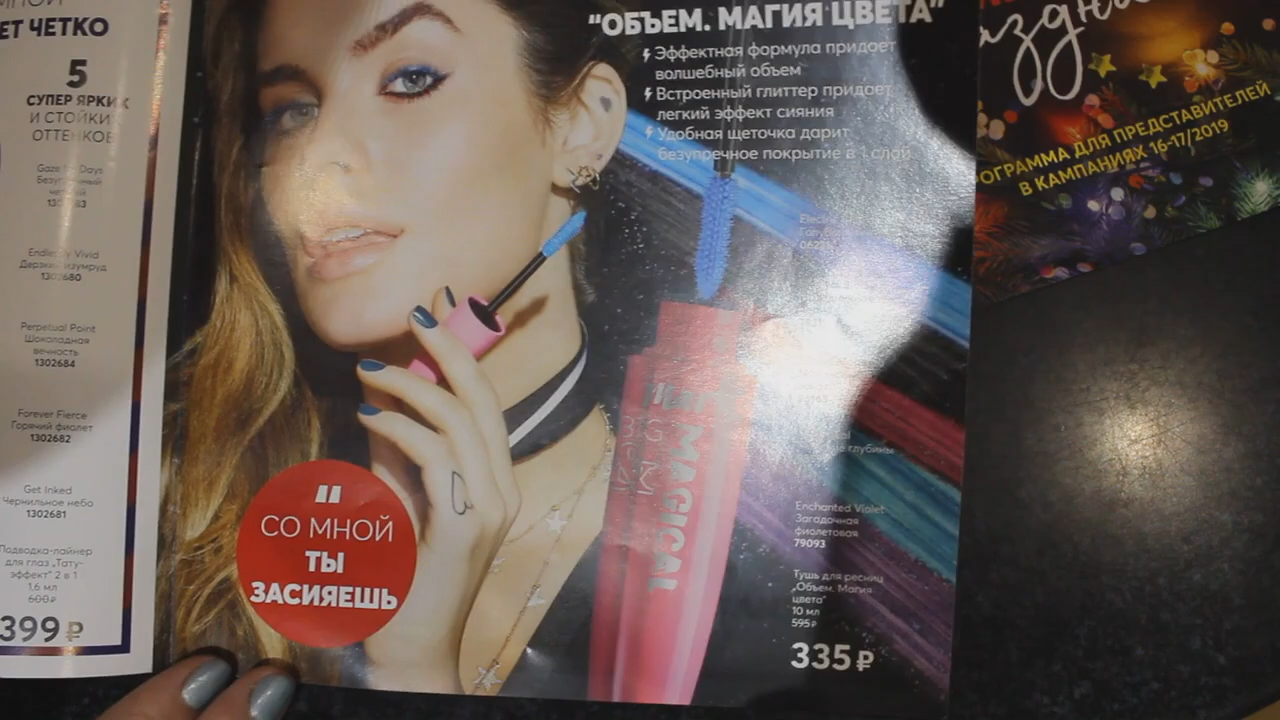 ЕТ ЧЕТКО
5
СУПЕР ЯРКИХ
И СТОЙКИХ
ОТТЕНКОВ
Days
Endlessly Vivid
изумруд
1302680
Perpetual Point
Шоколадная
вечность
1302684
Forever Fierce
Горячий фиолет
1302682
Get Inked
Чернильное небо
1302681
Подводка-лайнер
для глаз „Тату-
эффект" 2 в 1
1,6 мл
600 ₽
399 ₽
“ОБЪЕМ. МАГИЯ ЦВЕТА”
Эффектная формула придает
волшебный объем
Встроенный глиттер придает
легкий эффект сияния
Удобная щеточка дарит
безупречное покрытие в слой
MAGICAL
Enchanted Violet
Загадочная
фиолетовая
79093
Тушь для ресниц
„Объем. Магия
цвета"
10 мл
595 ₽
335 ₽
"
СО МНОЙ
ТЫ
ЗАСИЯЕШЬ
ОГРАММА ДЛЯ ПРЕДСТАВИТЕЛЕЙ
В КАМПАНИЯХ 16-17/2019